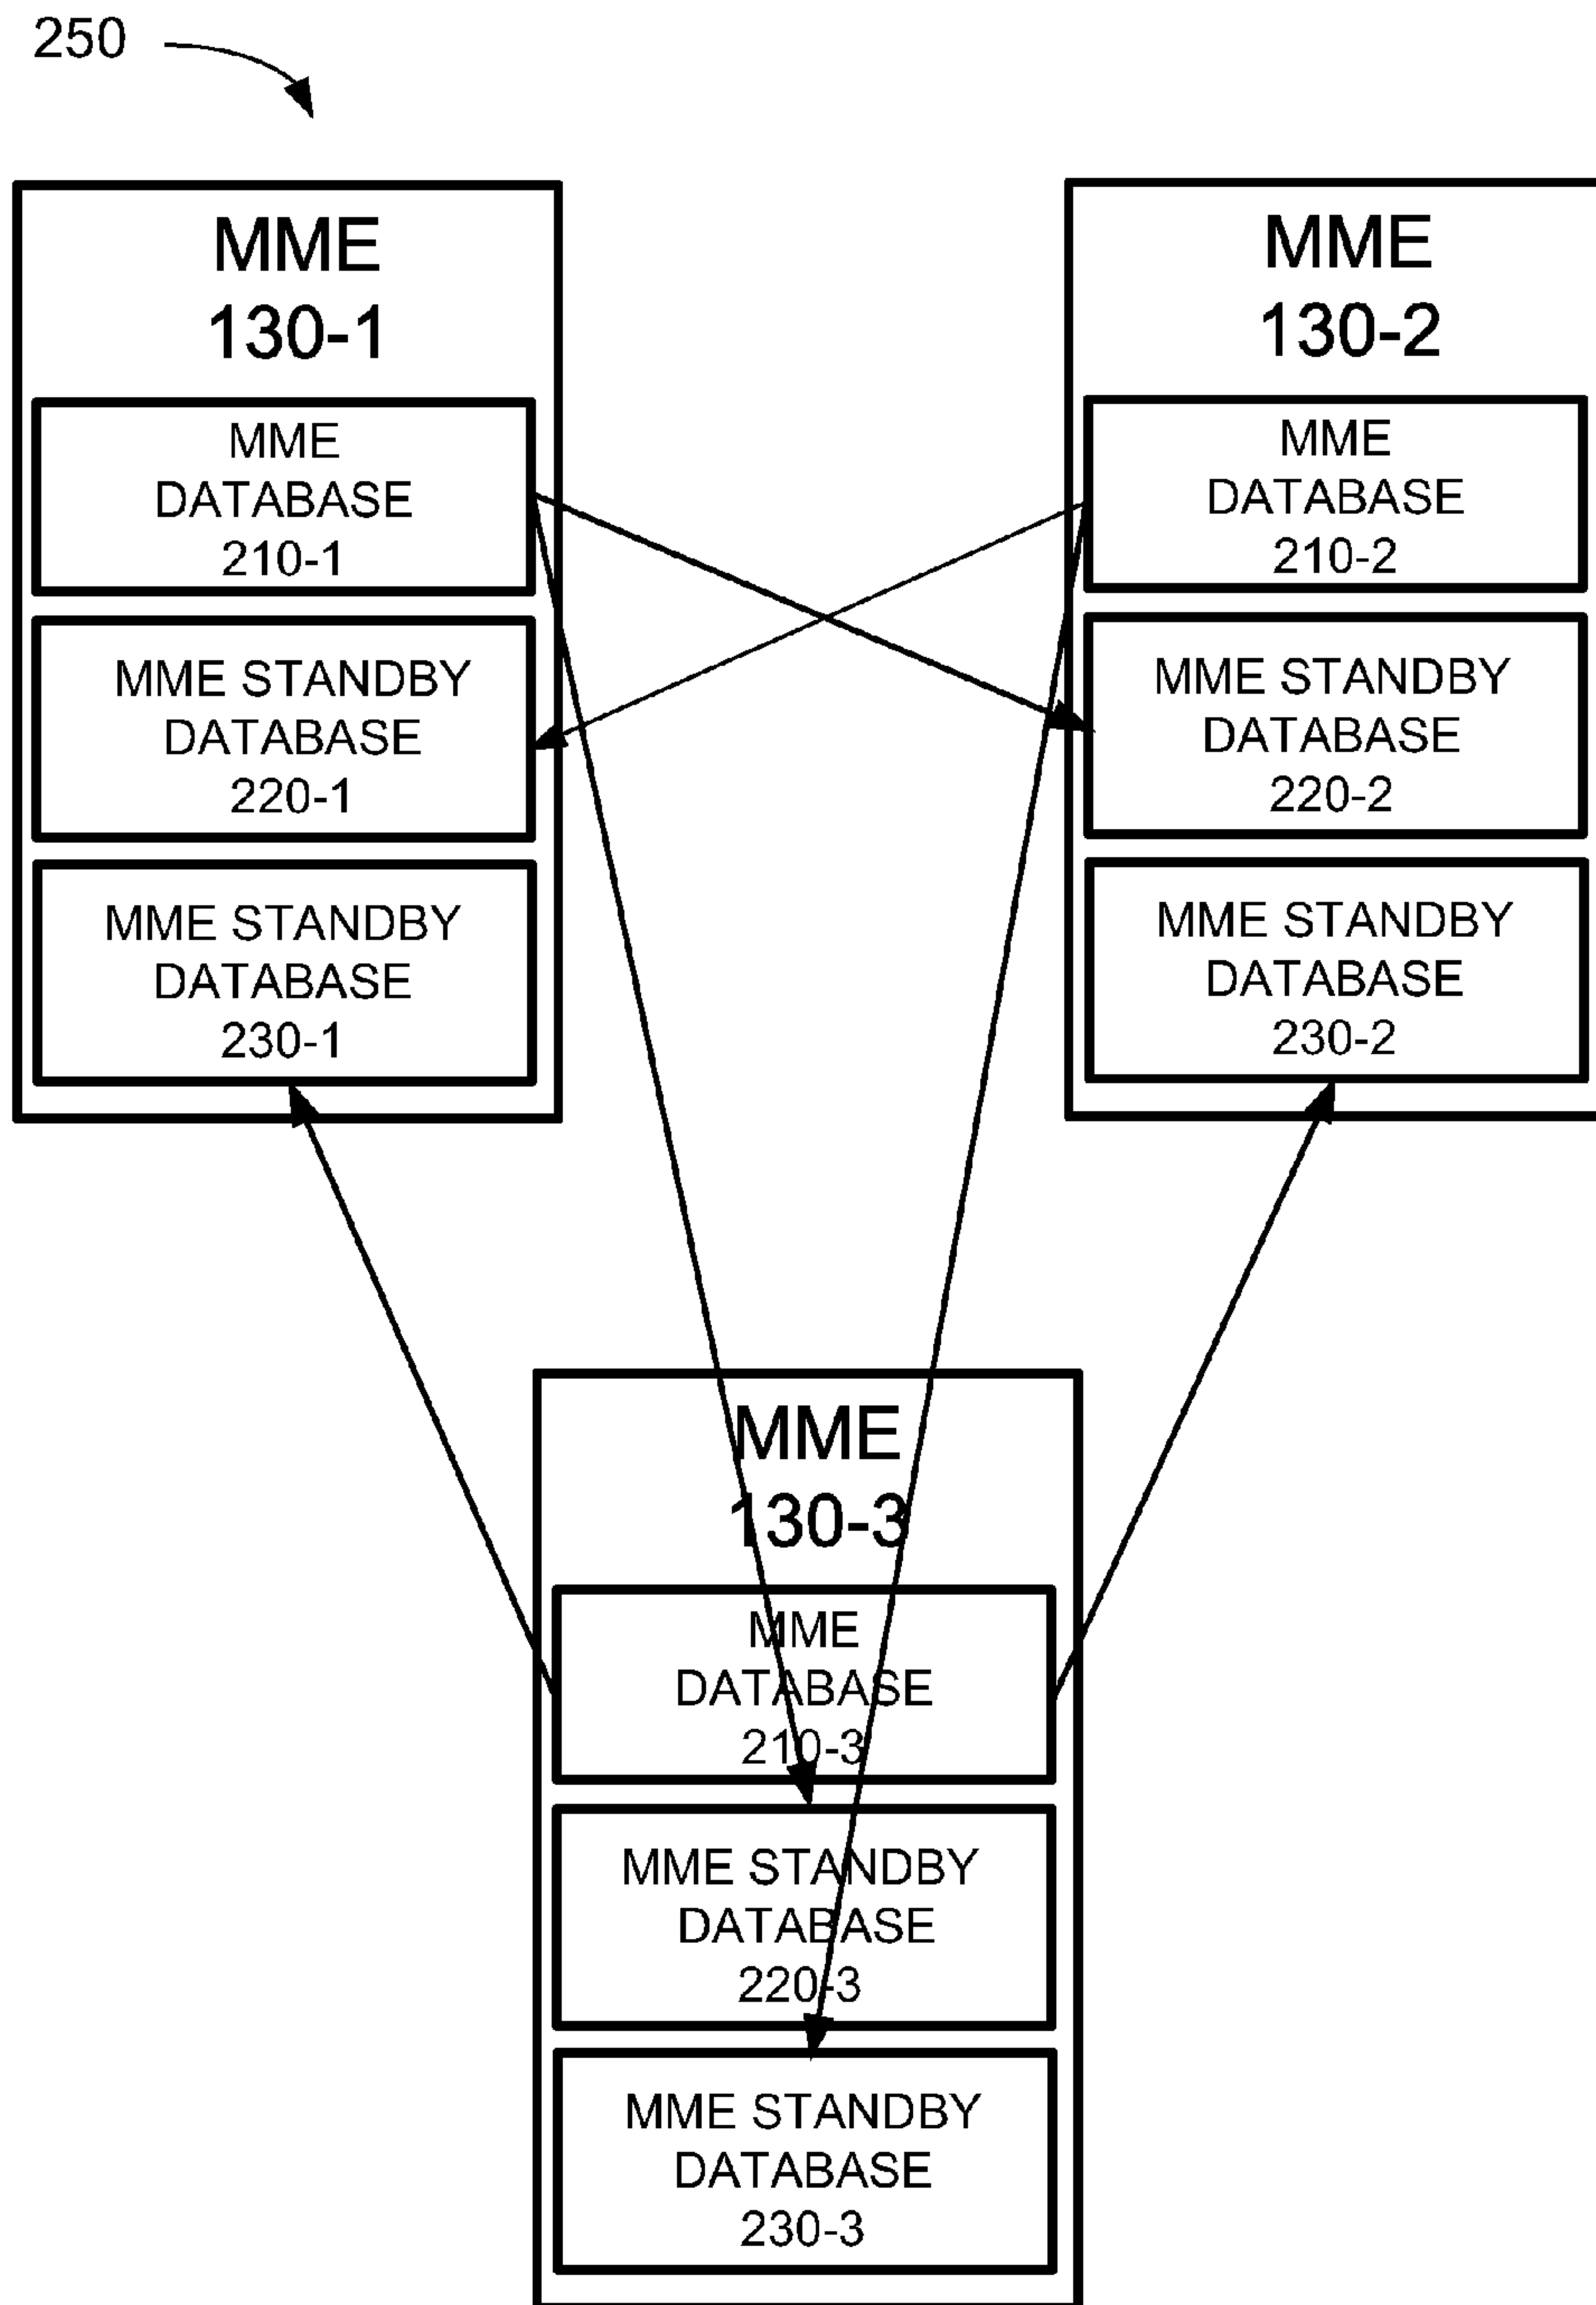 250
MME
130-1
MME
DATABASE
210-1
MME STANDBY
DATABASE
220-1
MME STANDBY
DATABASE
230-1
MME
130-2
MME
DATABASE
210-2
MME STANDBY
DATABASE
220-2
MME STANDBY
DATABASE
230-2
MME
130-3
MME
DATABASE
210-3
MME STANDBY
DATABASE
220-3
MME STANDBY
DATABASE
230-3